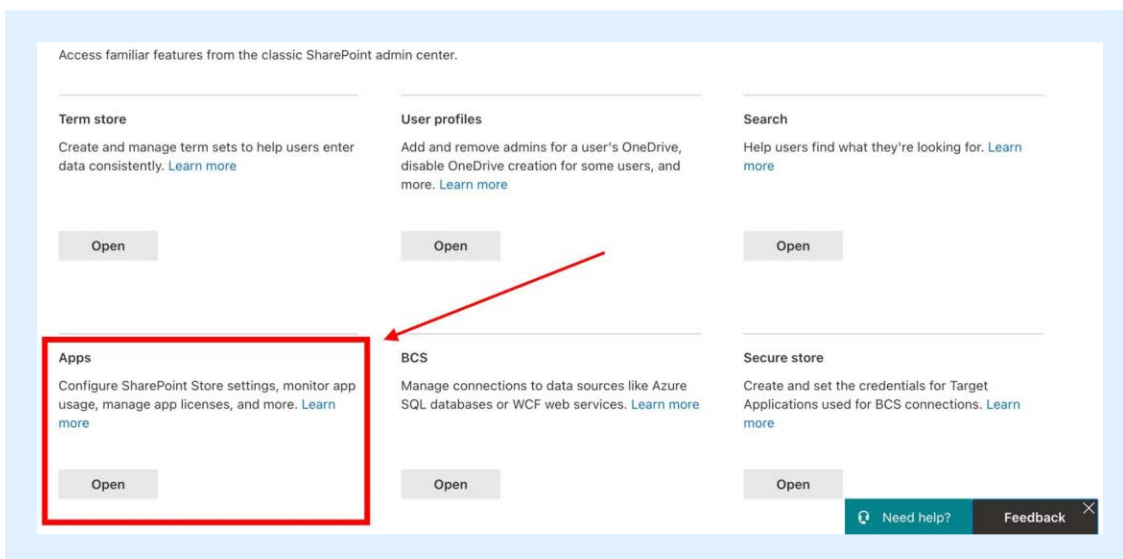 Access familiar features from the classic SharePoint admin center.
Term store
Create and manage term sets to help users enter
data consistently. Learn more
Open
User profiles
Add and remove admins for a user's OneDrive,
disable OneDrive creation for some users, and
more. Learn more
Open
Search
Help users find what they're looking for. Learn
more
Open
Apps
Configure SharePoint Store settings, monitor app
usage, manage app licenses, and more. Learn
more
Open
BCS
Manage connections to data sources like Azure
SQL databases or WCF web services. Learn more
Open
Secure store
Create and set the credentials for Target
Applications used for BCS connections. Learn
more
Open
Need help?
Feedback